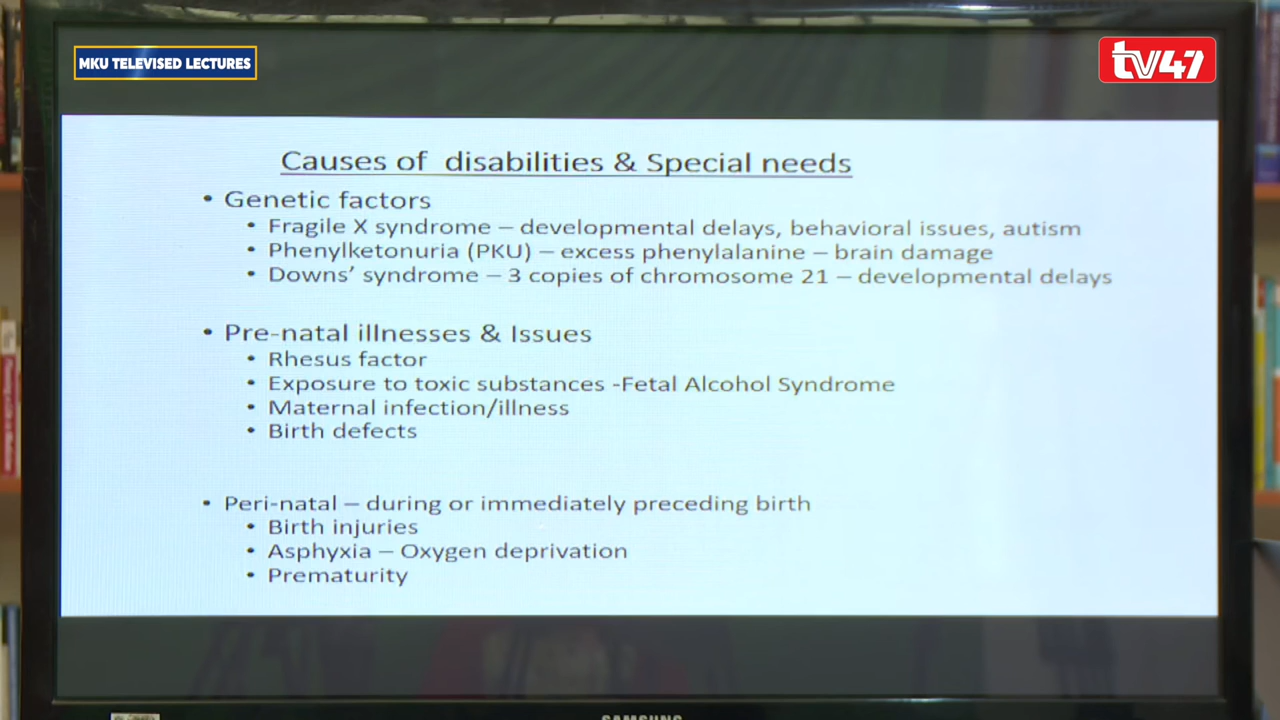 MKU TELEVISED LECTURES
tv47
Causes of disabilities & Special needs
• Genetic factors
• Fragile X syndrome – developmental delays, behavioral issues, autism
• Phenylketonuria (PKU) – excess phenylalanine – brain damage
• Downs’ syndrome – 3 copies of chromosome 21 – developmental delays
• Pre-natal illnesses & Issues
• Rhesus factor
• Exposure to toxic substances -Fetal Alcohol Syndrome
• Maternal infection/illness
• Birth defects
• Peri-natal – during or immediately preceding birth
• Birth injuries
• Asphyxia – Oxygen deprivation
• Prematurity
SAMSUNG